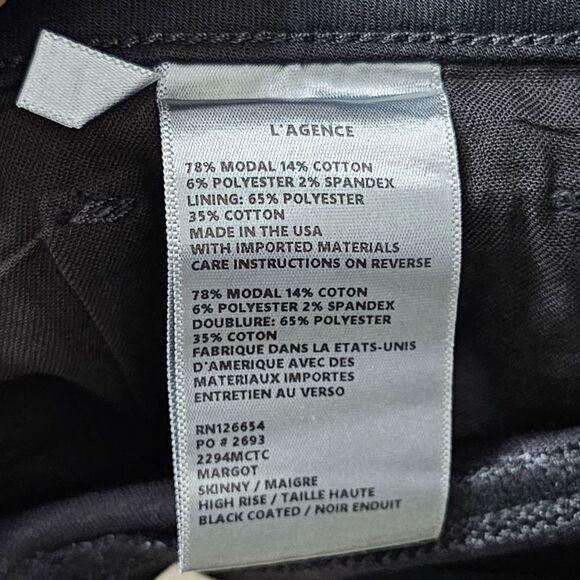 L'AGENCE
78% MODAL 14% COTTON
6% POLYESTER 2% SPANDEX
LINING: 65% POLYESTER
35% COTTON
MADE IN THE USA
WITH IMPORTED MATERIALS
CARE INSTRUCTIONS ON REVERSE
78% MODAL 14% COTON
6% POLYESTER 2% SPANDEX
DOUBLURE: 65% POLYESTER
35% COTON
FABRIQUE DANS LA ETATS-UNIS
D'AMERIQUE AVEC DES
MATERIAUX IMPORTES
ENTRETIEN AU VERSO
RN126654
PO # 2693
2294MCTC
MARGOT
SKINNY / MAIGRE
HIGH RISE / TAILLE HAUTE
BLACK COATED / NOIR ENDUIT